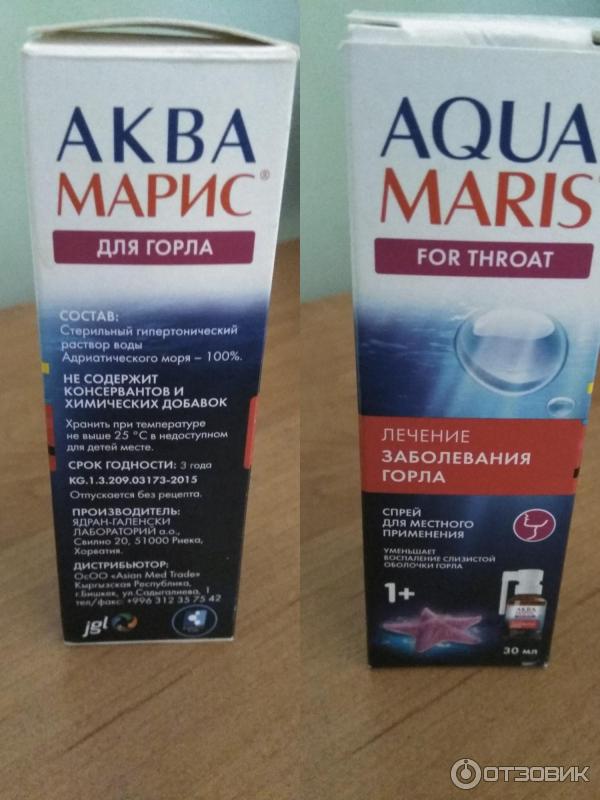 АКВА
МАРИС®
ДЛЯ ГОРЛА
СОСТАВ:
Стерильный гипертонический
раствор воды
Адриатического моря – 100%.
НЕ СОДЕРЖИТ
КОНСЕРВАНТОВ И
ХИМИЧЕСКИХ ДОБАВОК
Хранить при температуре
не выше 25 °С в недоступном
для детей месте.
СРОК ГОДНОСТИ: 3 года
KG.1.3.209.03173-2015
Отпускается без рецепта.
ПРОИЗВОДИТЕЛЬ:
ЯДРАН-ГАЛЕНСКИ
ЛАБОРАТОРИЙ a.o.,
Свилно 20, 51000 Риека,
Хорватия.
ДИСТРИБЬЮТОР:
ОсОО «Asian Med Trade»
Кыргызская Республика,
г.Бишкек, ул.Садыгалиева, 1
тел/факс: +996 312 35 75 42
jgl
AQUA
MARIS
FOR THROAT
ЛЕЧЕНИЕ
ЗАБОЛЕВАНИЯ
ГОРЛА
СПРЕЙ
ДЛЯ МЕСТНОГО
ПРИМЕНЕНИЯ
УМЕНЬШАЕТ
ВОСПАЛЕНИЕ СЛИЗИСТОЙ
ОБОЛОЧКИ ГОРЛА
1+
АКВА
МАРИС
30 мл
ОТЗОВИК